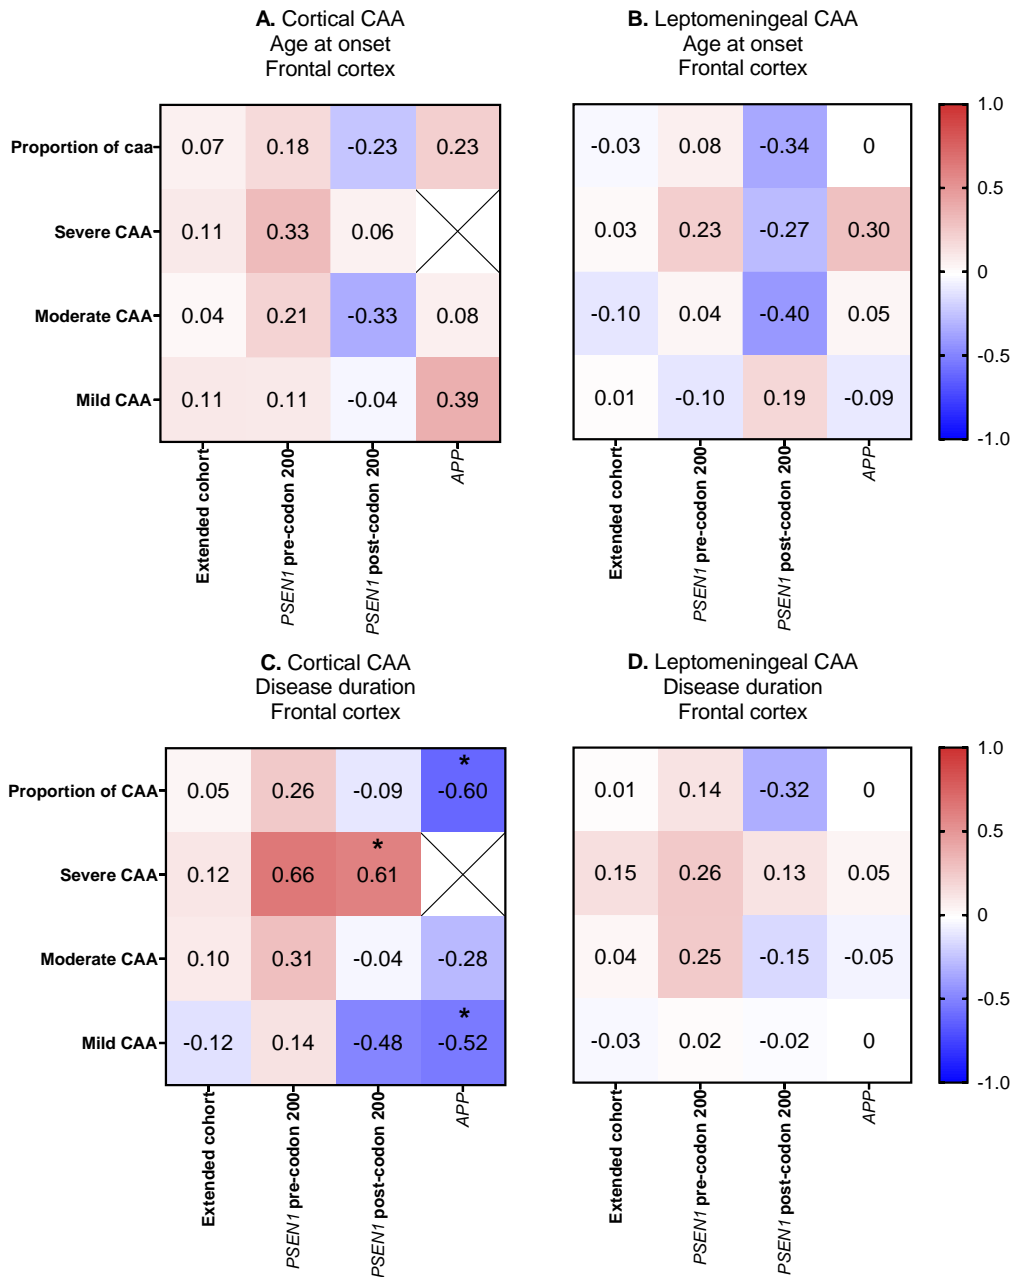 A. Cortical CAA
Age at onset
Frontal cortex
Proportion of caa 0.07 0.18 -0.23 0.23
Severe CAA 0.11 0.33 0.06
Moderate CAA 0.04 0.21 -0.33 0.08
Mild CAA 0.11 0.11 -0.04 0.39
Extended cohort
PSEN1 pre-codon 200
PSEN1 post-codon 200
APP
B. Leptomeningeal CAA
Age at onset
Frontal cortex
-0.03 0.08 -0.34 0
0.03 0.23 -0.27 0.30
-0.10 0.04 -0.40 0.05
0.01 -0.10 0.19 -0.09
Extended cohort
PSEN1 pre-codon 200
PSEN1 post-codon 200
APP
1.0
0.5
0
-0.5
-1.0
C. Cortical CAA
Disease duration
Frontal cortex
*
Proportion of CAA 0.05 0.26 -0.09 -0.60
*
Severe CAA 0.12 0.66 0.61
Moderate CAA 0.10 0.31 -0.04 -0.28
*
Mild CAA -0.12 0.14 -0.48 -0.52
Extended cohort
PSEN1 pre-codon 200
PSEN1 post-codon 200
APP
D. Leptomeningeal CAA
Disease duration
Frontal cortex
0.01 0.14 -0.32 0
0.15 0.26 0.13 0.05
0.04 0.25 -0.15 -0.05
-0.03 0.02 -0.02 0
Extended cohort
PSEN1 pre-codon 200
PSEN1 post-codon 200
APP
1.0
0.5
0
-0.5
-1.0